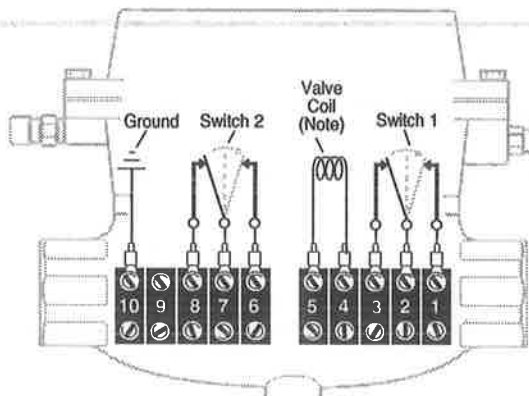 Valve
Coil
(Note)
Ground
Switch 2
Switch 1
10 9 8 7 6 5 4 3 2 1